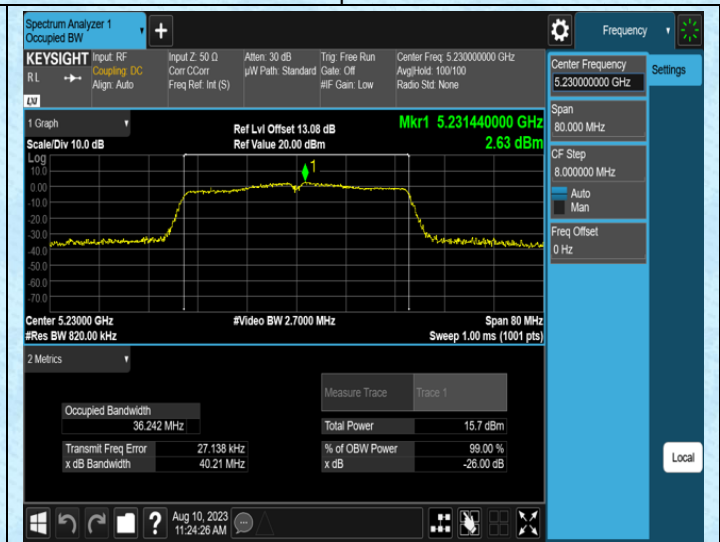 Spectrum Analyzer 1
Occupied BW
+
Frequency
KEYSIGHT
RL
LXI
Input: RF
Coupling: DC
Align: Auto
Input Z: 50 Ω
Corr CCorr
Freq Ref: Int (S)
Atten: 30 dB
µW Path: Standard
Trig: Free Run
Gate: Off
#IF Gain: Low
Center Freq: 5.230000000 GHz
Avg|Hold: 100/100
Radio Std: None
Center Frequency
5.230000000 GHz
Settings
Span
80.000 MHz
CF Step
8.000000 MHz
Auto
Man
Freq Offset
0 Hz
1 Graph
Scale/Div 10.0 dB
Ref Lvl Offset 13.08 dB
Ref Value 20.00 dBm
Mkr1 5.231440000 GHz
2.63 dBm
Log
10.0
0.00
-10.0
-20.0
-30.0
-40.0
-50.0
-60.0
-70.0
1
Center 5.23000 GHz
#Res BW 820.00 kHz
#Video BW 2.7000 MHz
Span 80 MHz
Sweep 1.00 ms (1001 pts)
2 Metrics
Measure Trace Trace 1
Occupied Bandwidth
36.242 MHz
Total Power 15.7 dBm
Transmit Freq Error 27.138 kHz
% of OBW Power 99.00 %
x dB Bandwidth 40.21 MHz
x dB -26.00 dB
Local
?
Aug 10, 2023
11:24:26 AM